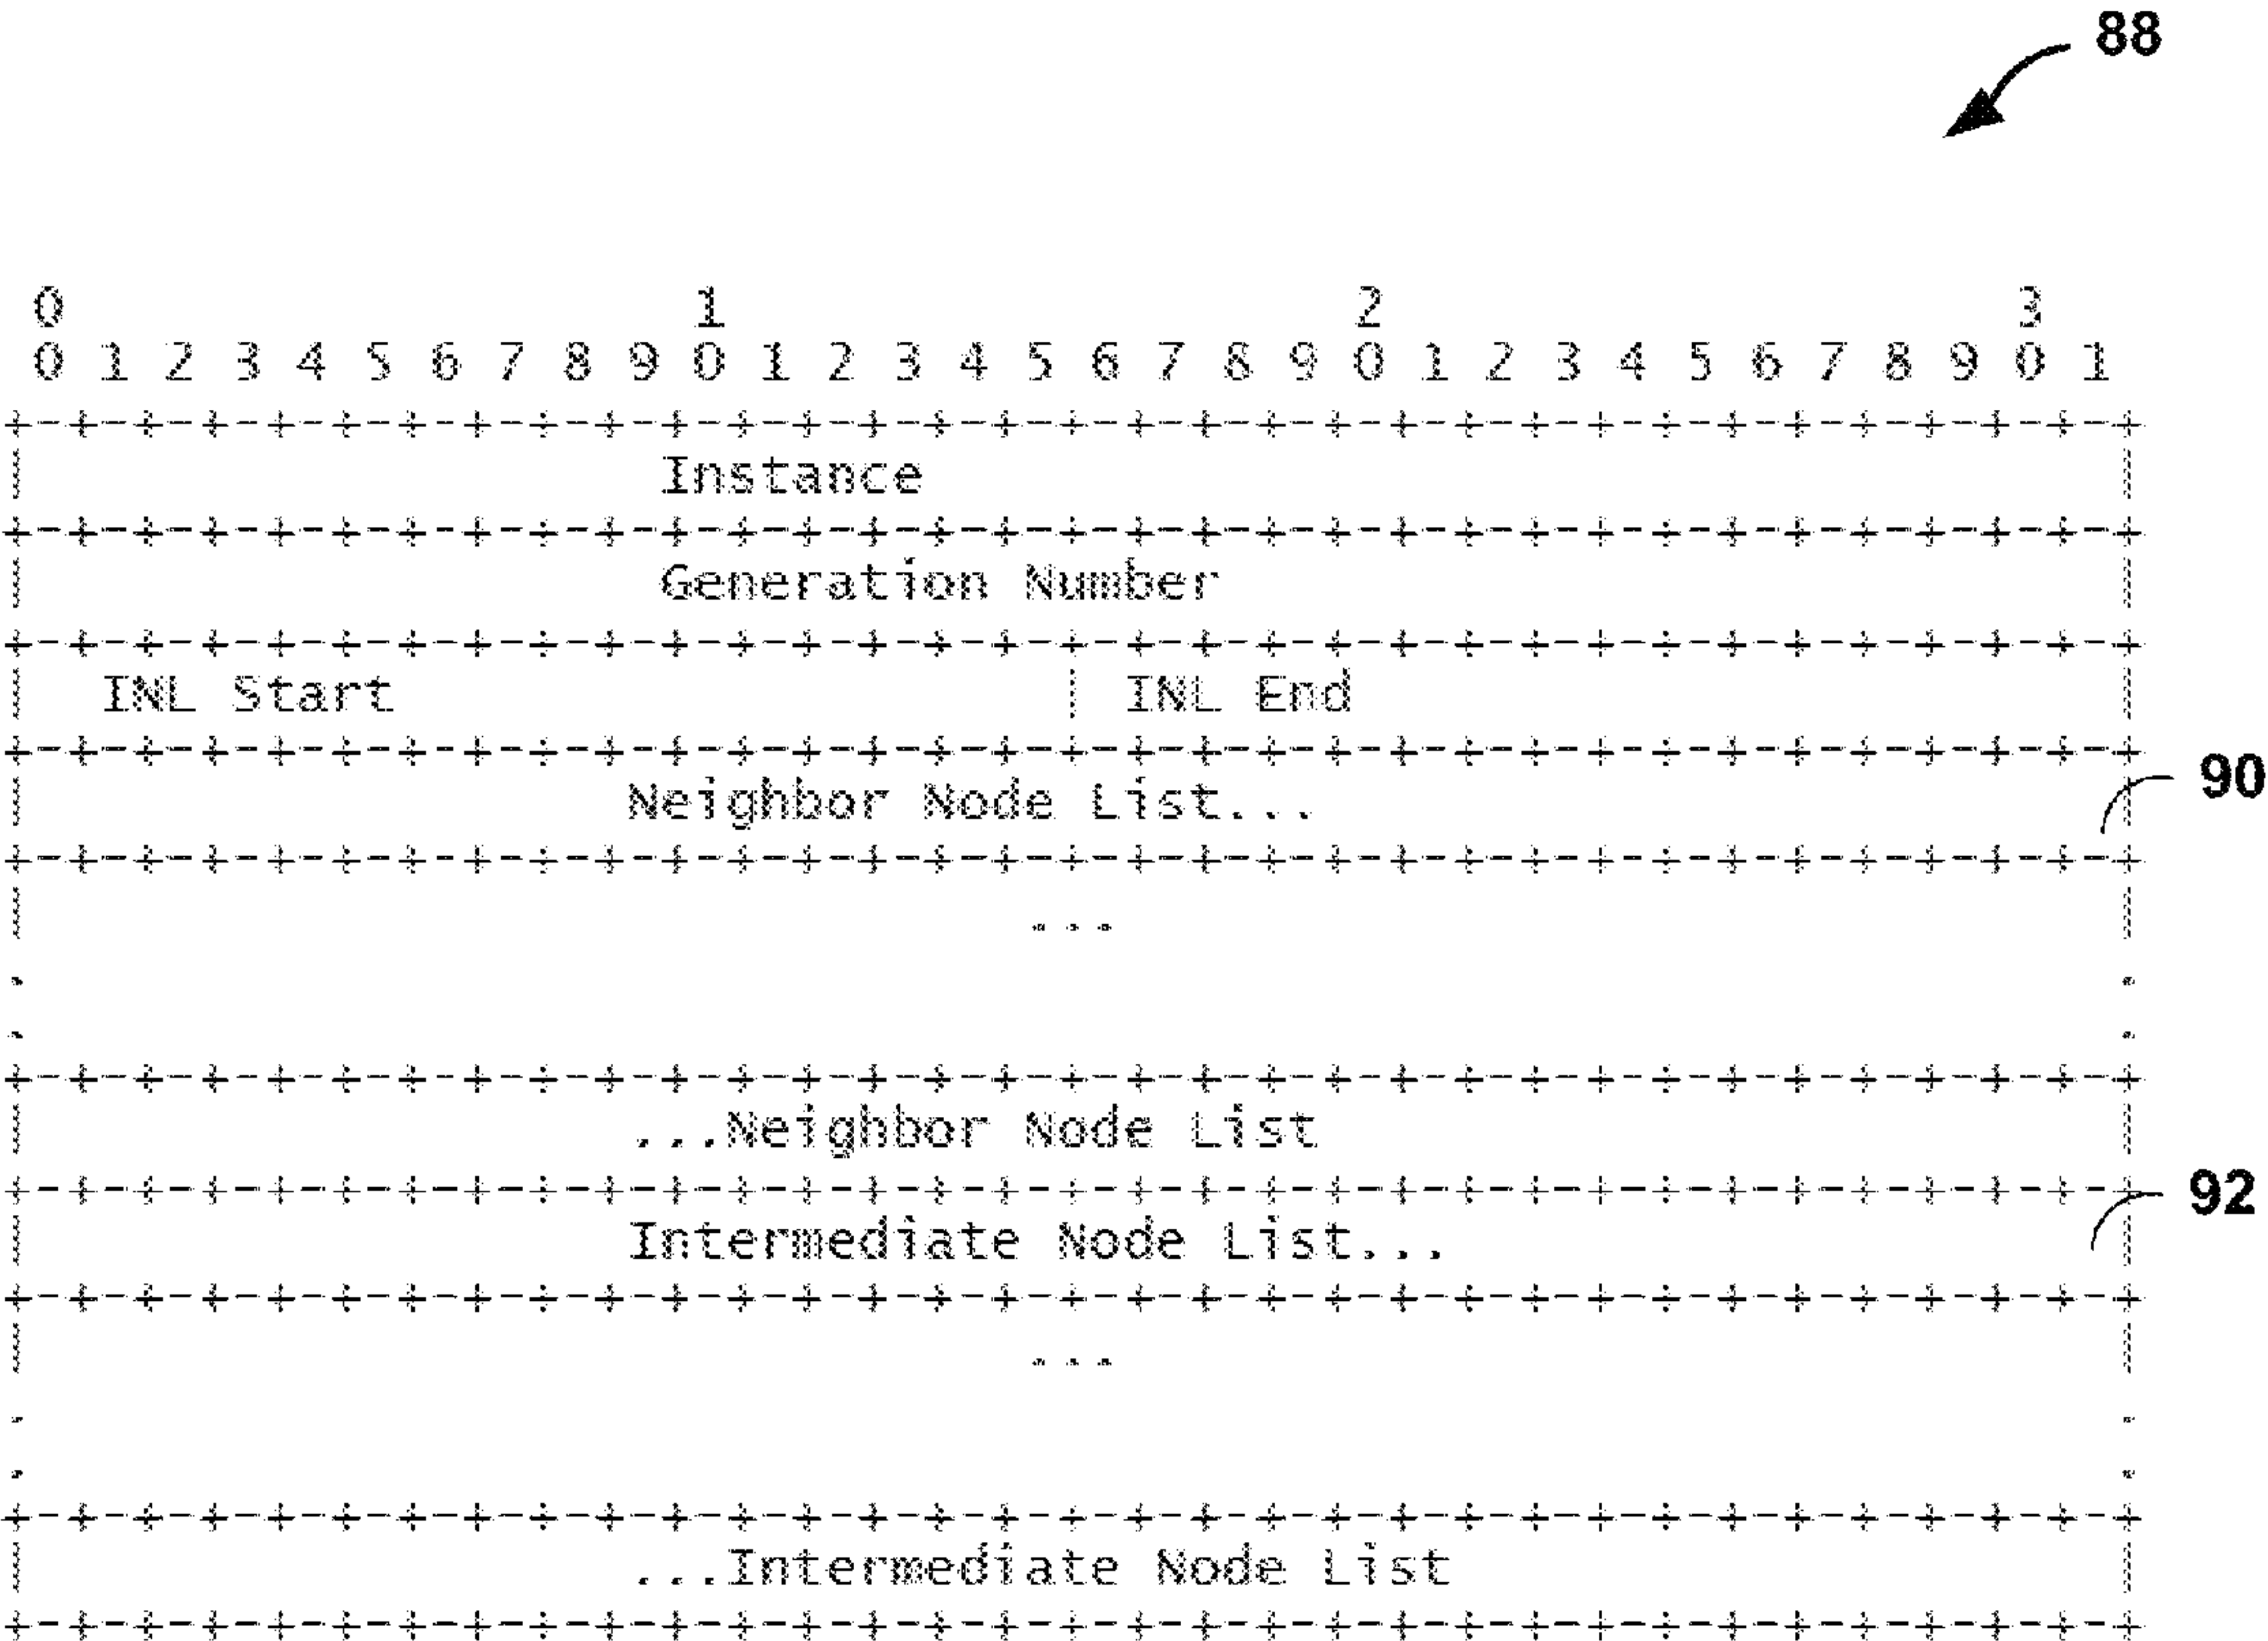 88
0 1 2 3
0 1 2 3 4 5 6 7 8 9 0 1 2 3 4 5 6 7 8 9 0 1 2 3 4 5 6 7 8 9 0 1
+-+-+-+-+-+-+-+-+-+-+-+-+-+-+-+-+-+-+-+-+-+-+-+-+-+-+-+-+-+-+-+-+
| Instance |
+-+-+-+-+-+-+-+-+-+-+-+-+-+-+-+-+-+-+-+-+-+-+-+-+-+-+-+-+-+-+-+-+
| Generation Number |
+-+-+-+-+-+-+-+-+-+-+-+-+-+-+-+-+-+-+-+-+-+-+-+-+-+-+-+-+-+-+-+-+
| INL Start | INL End |
+-+-+-+-+-+-+-+-+-+-+-+-+-+-+-+-+-+-+-+-+-+-+-+-+-+-+-+-+-+-+-+-+
| Neighbor Node List... | 90
+-+-+-+-+-+-+-+-+-+-+-+-+-+-+-+-+-+-+-+-+-+-+-+-+-+-+-+-+-+-+-+-+
| ... |
. .
. .
+-+-+-+-+-+-+-+-+-+-+-+-+-+-+-+-+-+-+-+-+-+-+-+-+-+-+-+-+-+-+-+-+
| ...Neighbor Node List |
+-+-+-+-+-+-+-+-+-+-+-+-+-+-+-+-+-+-+-+-+-+-+-+-+-+-+-+-+-+-+-+-+
| Intermediate Node List... | 92
+-+-+-+-+-+-+-+-+-+-+-+-+-+-+-+-+-+-+-+-+-+-+-+-+-+-+-+-+-+-+-+-+
| ... |
. .
. .
+-+-+-+-+-+-+-+-+-+-+-+-+-+-+-+-+-+-+-+-+-+-+-+-+-+-+-+-+-+-+-+-+
| ...Intermediate Node List |
+-+-+-+-+-+-+-+-+-+-+-+-+-+-+-+-+-+-+-+-+-+-+-+-+-+-+-+-+-+-+-+-+